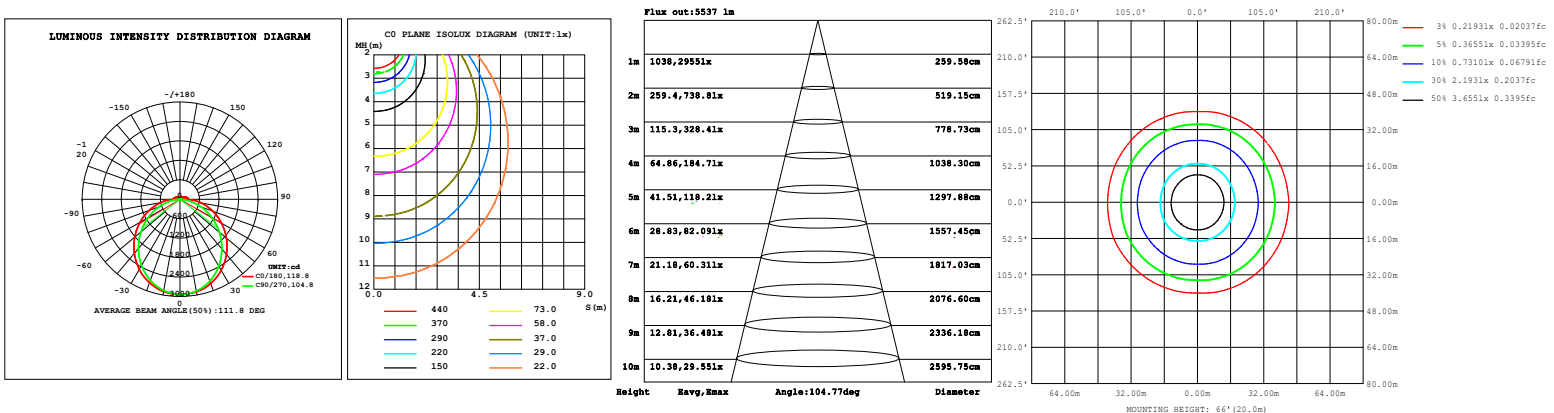 LUMINOUS INTENSITY DISTRIBUTION DIAGRAM
-/+180
-150 150
-1
20 120
-90 90
-60 60
-30 30
0
0
600
1200
1800
2400
3000
UNIT:cd
C0/180,118.8
C90/270,104.8
AVERAGE BEAM ANGLE(50%):111.8 DEG
C0 PLANE ISOLUX DIAGRAM (UNIT:lx)
MH(m)
2
3
4
5
6
7
8
9
10
11
12
0.0 4.5 9.0
S(m)
440 73.0
370 58.0
290 37.0
220 29.0
150 22.0
Flux out:5537 lm
1m 1038,2955lx 259.58cm
2m 259.4,738.8lx 519.15cm
3m 115.3,328.4lx 778.73cm
4m 64.86,184.7lx 1038.30cm
5m 41.51,118.2lx 1297.88cm
6m 28.83,82.09lx 1557.45cm
7m 21.18,60.31lx 1817.03cm
8m 16.21,46.18lx 2076.60cm
9m 12.81,36.48lx 2336.18cm
10m 10.38,29.55lx 2595.75cm
Height Eavg,Emax Angle:104.77deg Diameter
210.0' 105.0' 0.0' 105.0' 210.0'
262.5' 80.00m
210.0' 64.00m
157.5' 48.00m
105.0' 32.00m
52.5' 16.00m
0.0' 0.00m
52.5' 16.00m
105.0' 32.00m
157.5' 48.00m
210.0' 64.00m
262.5' 80.00m
64.00m 32.00m 0.00m 32.00m 64.00m
MOUNTING HEIGHT: 66'(20.0m)
3% 0.2193lx 0.02037fc
5% 0.3655lx 0.03395fc
10% 0.7310lx 0.06791fc
30% 2.193lx 0.2037fc
50% 3.655lx 0.3395fc